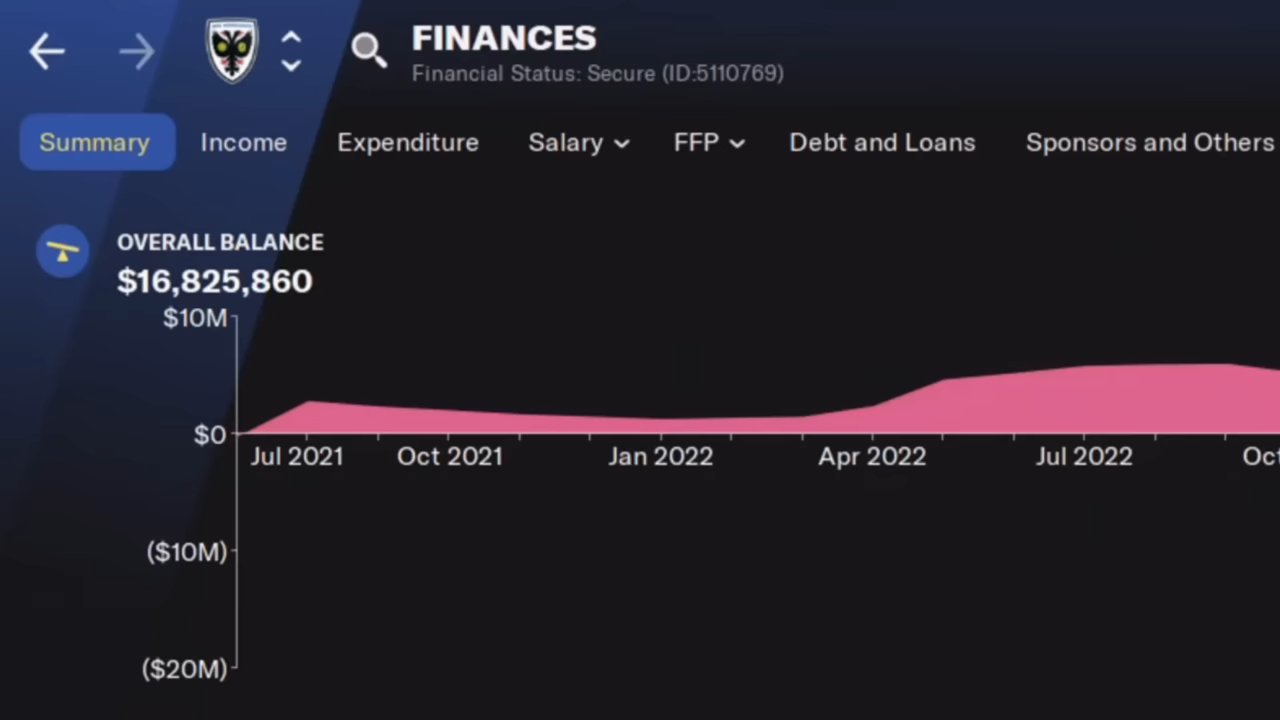 FINANCES
Financial Status: Secure (ID:5110769)
Summary Income Expenditure Salary FFP Debt and Loans Sponsors and Others
OVERALL BALANCE
$16,825,860
$10M
$0
Jul 2021 Oct 2021 Jan 2022 Apr 2022 Jul 2022 Oct
($10M)
($20M)